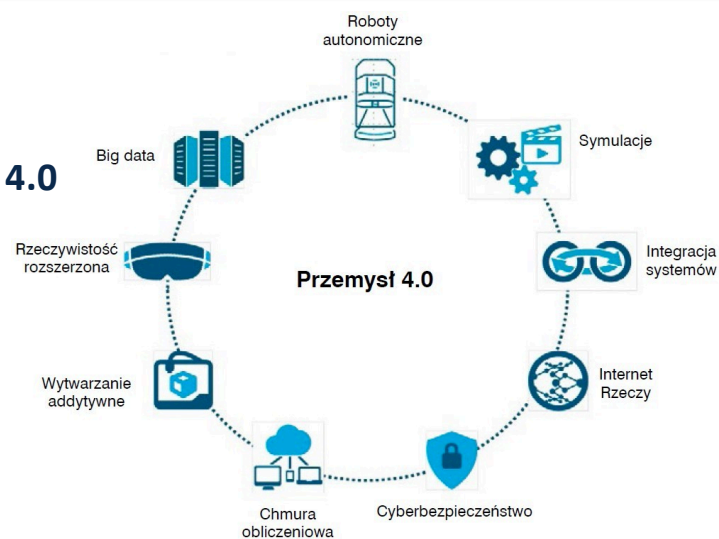 Roboty
autonomiczne
Big data
Symulacje
4.0
Rzeczywistość
rozszerzona
Integracja
systemów
Przemysł 4.0
Wytwarzanie
addytywne
Internet
Rzeczy
Chmura
obliczeniowa
Cyberbezpieczeństwo